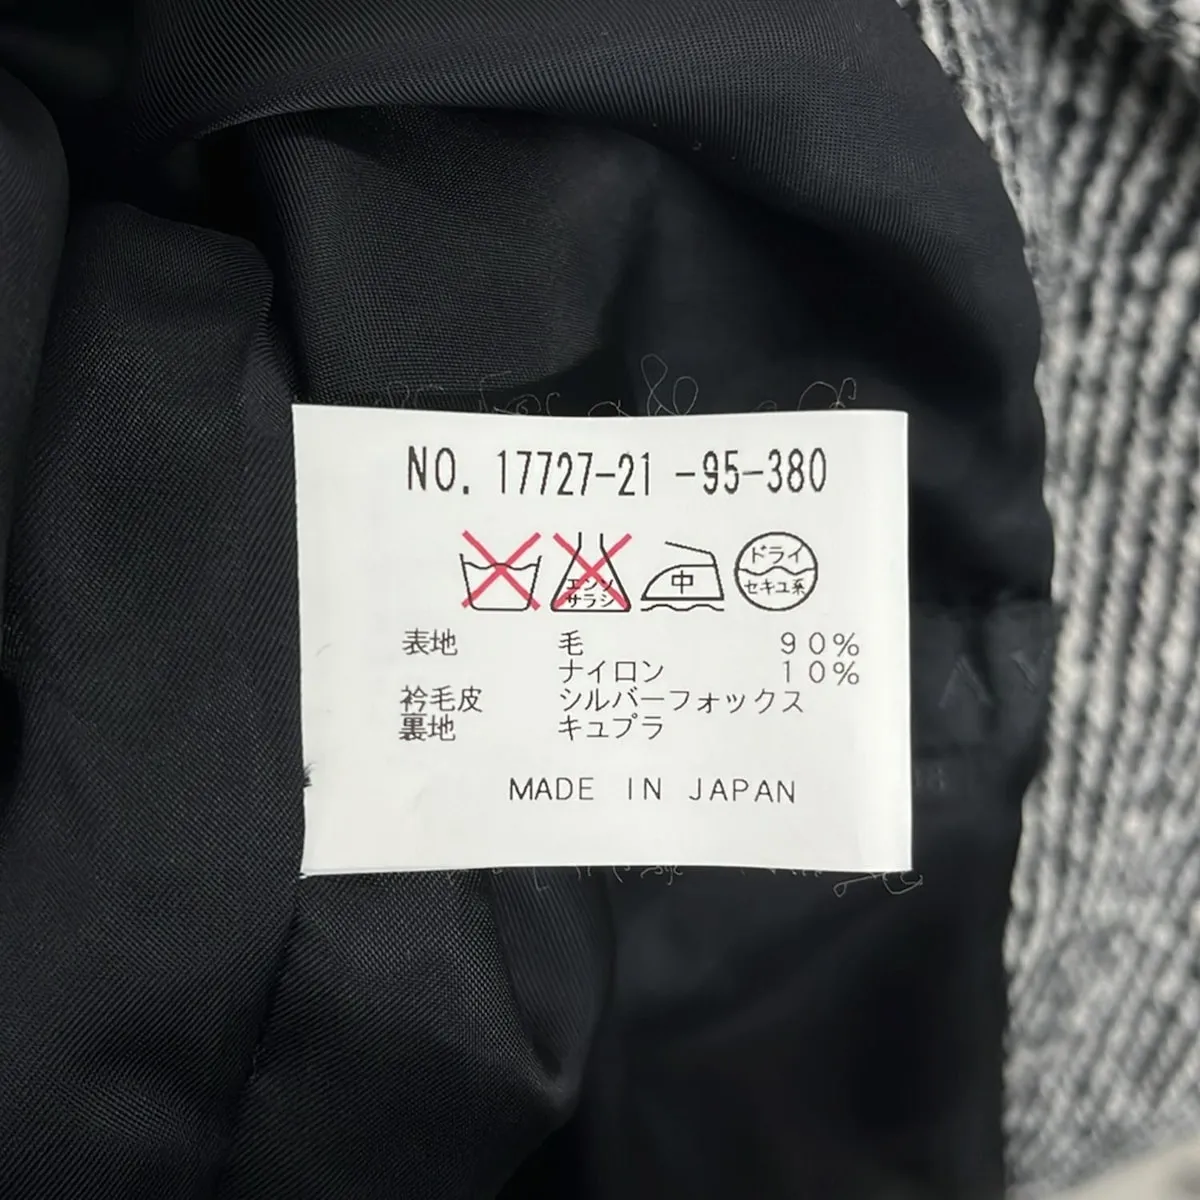 NO. 17727-21 -95-380
エンソ
サラシ
中
ドライ
セキユ系
表地 毛 90%
ナイロン 10%
衿毛皮 シルバーフォックス
裏地 キュプラ
MADE IN JAPAN